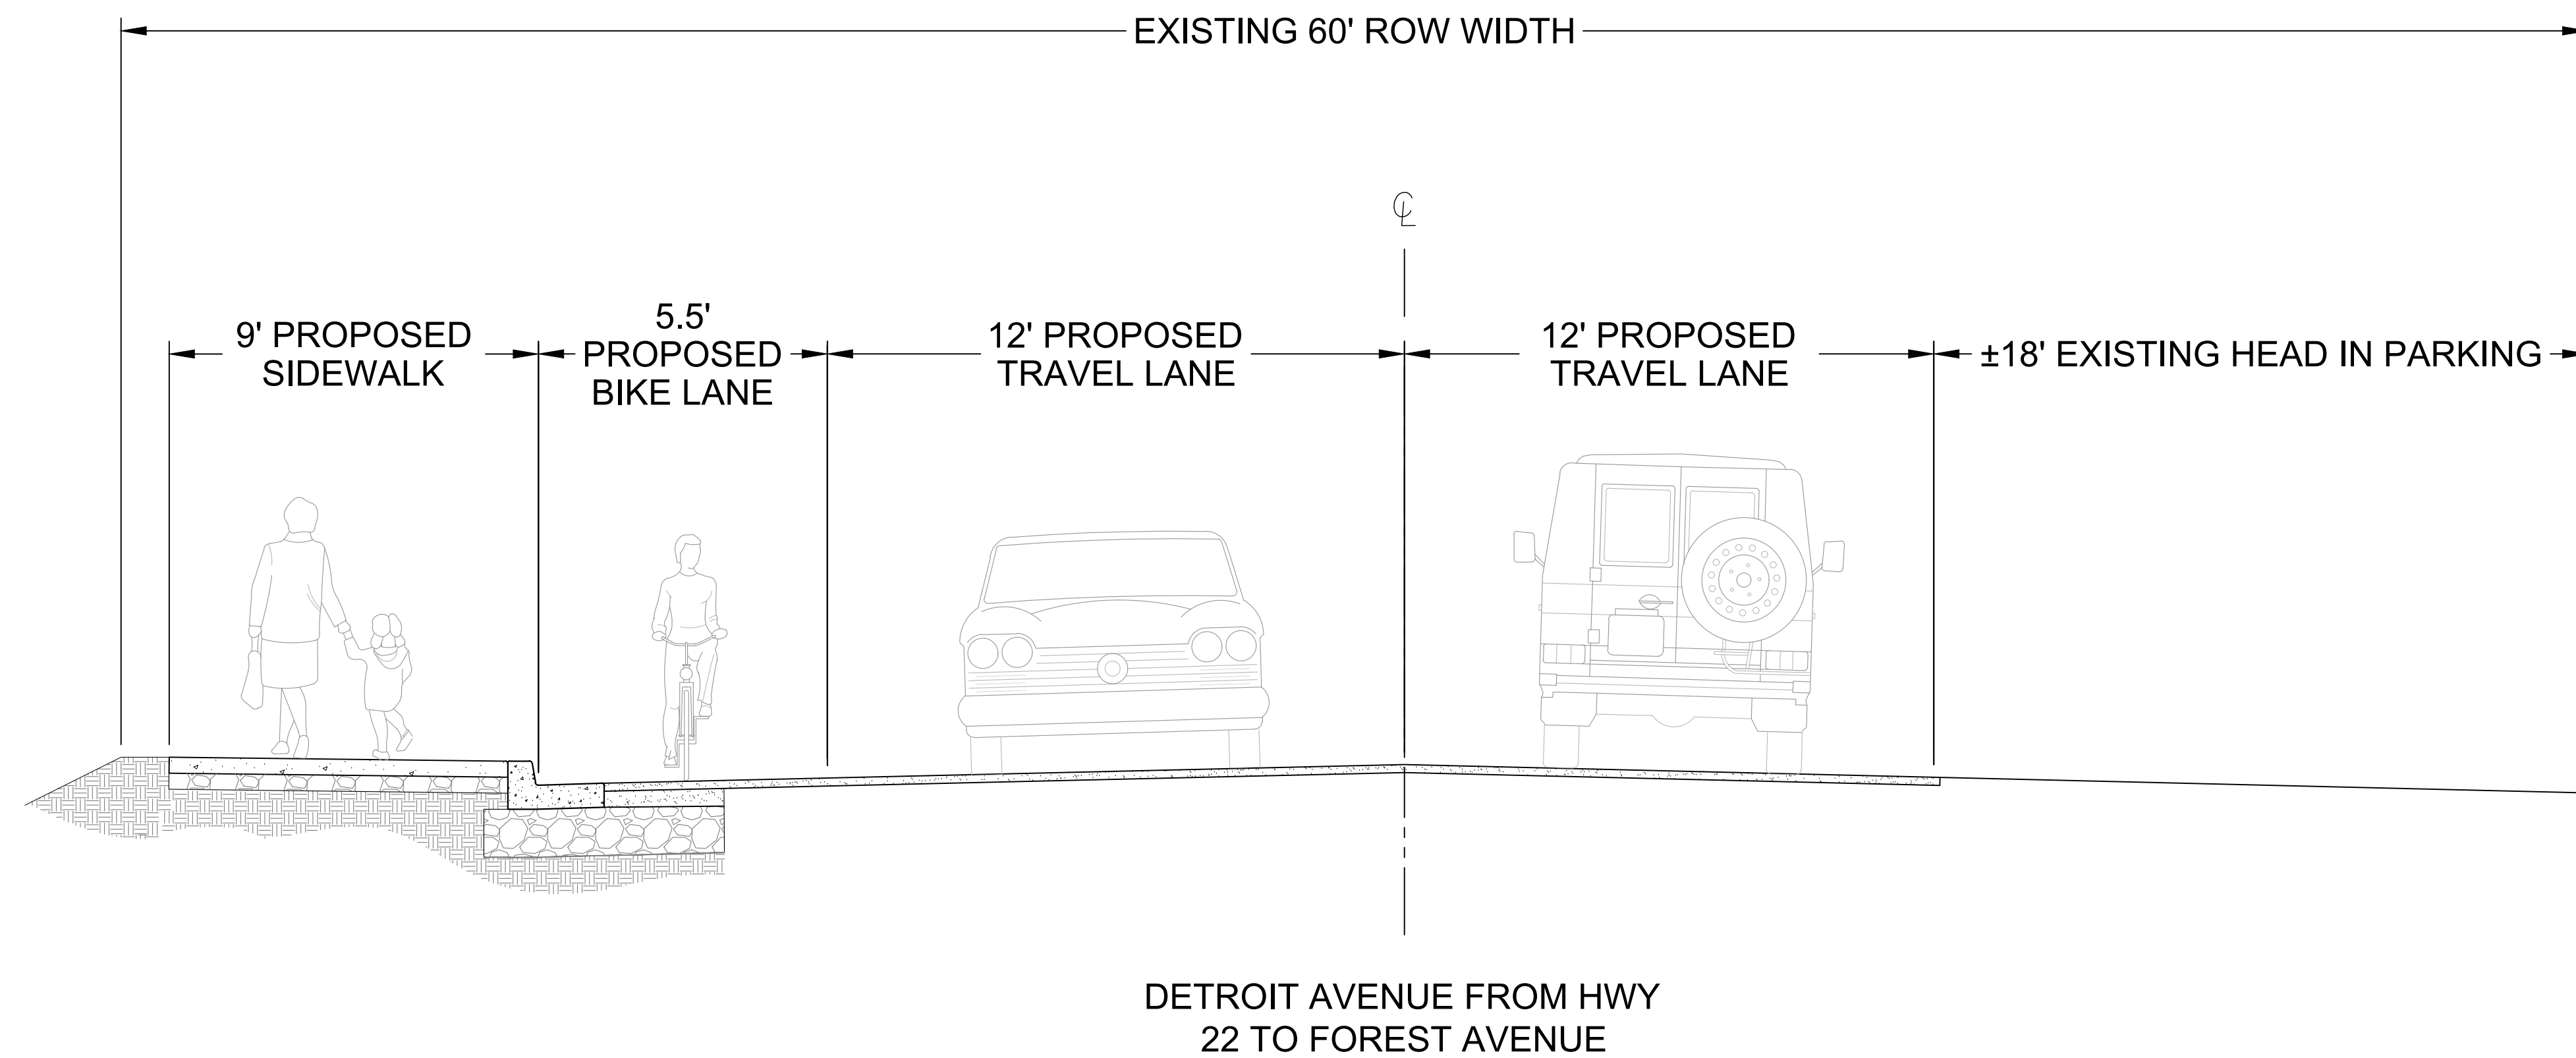 EXISTING 60' ROW WIDTH
℄
9' PROPOSED
SIDEWALK
5.5'
PROPOSED
BIKE LANE
12' PROPOSED
TRAVEL LANE
12' PROPOSED
TRAVEL LANE
±18' EXISTING HEAD IN PARKING
DETROIT AVENUE FROM HWY
22 TO FOREST AVENUE